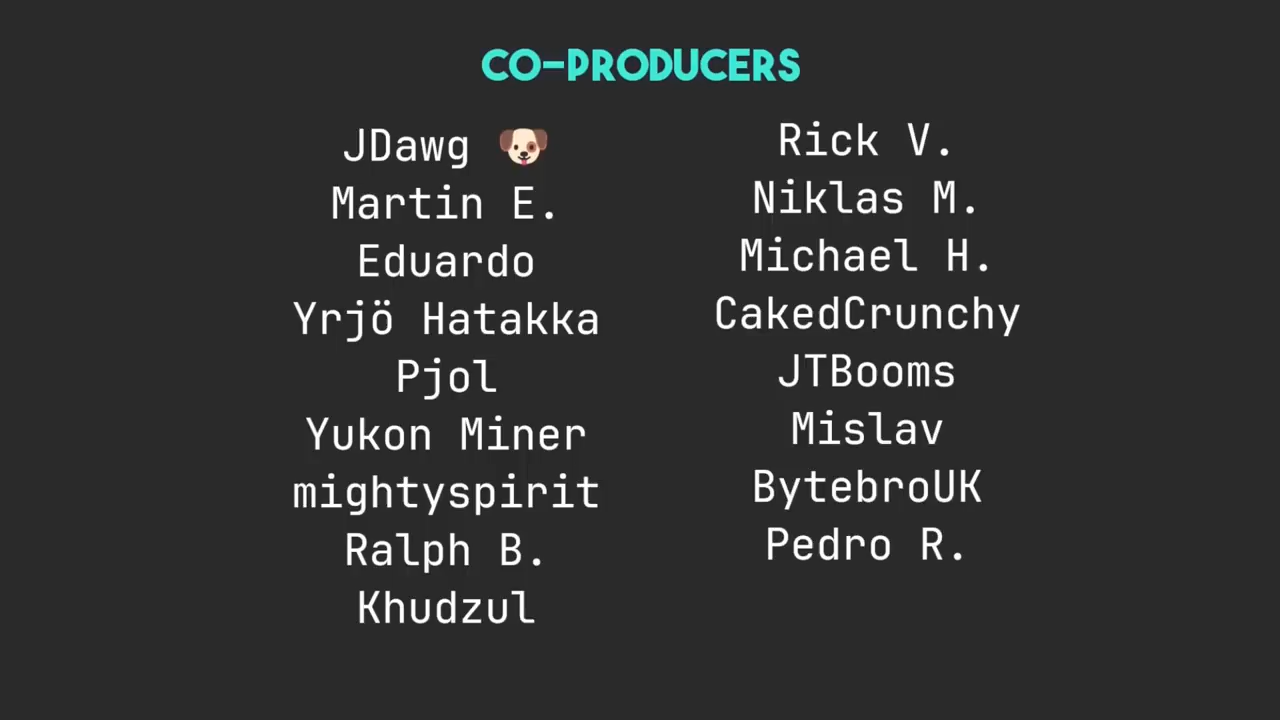 CO-PRODUCERS
JDawg 🐶
Martin E.
Eduardo
Yrjö Hatakka
Pjol
Yukon Miner
mightyspirit
Ralph B.
Khudzul
Rick V.
Niklas M.
Michael H.
CakedCrunchy
JTBooms
Mislav
BytebroUK
Pedro R.